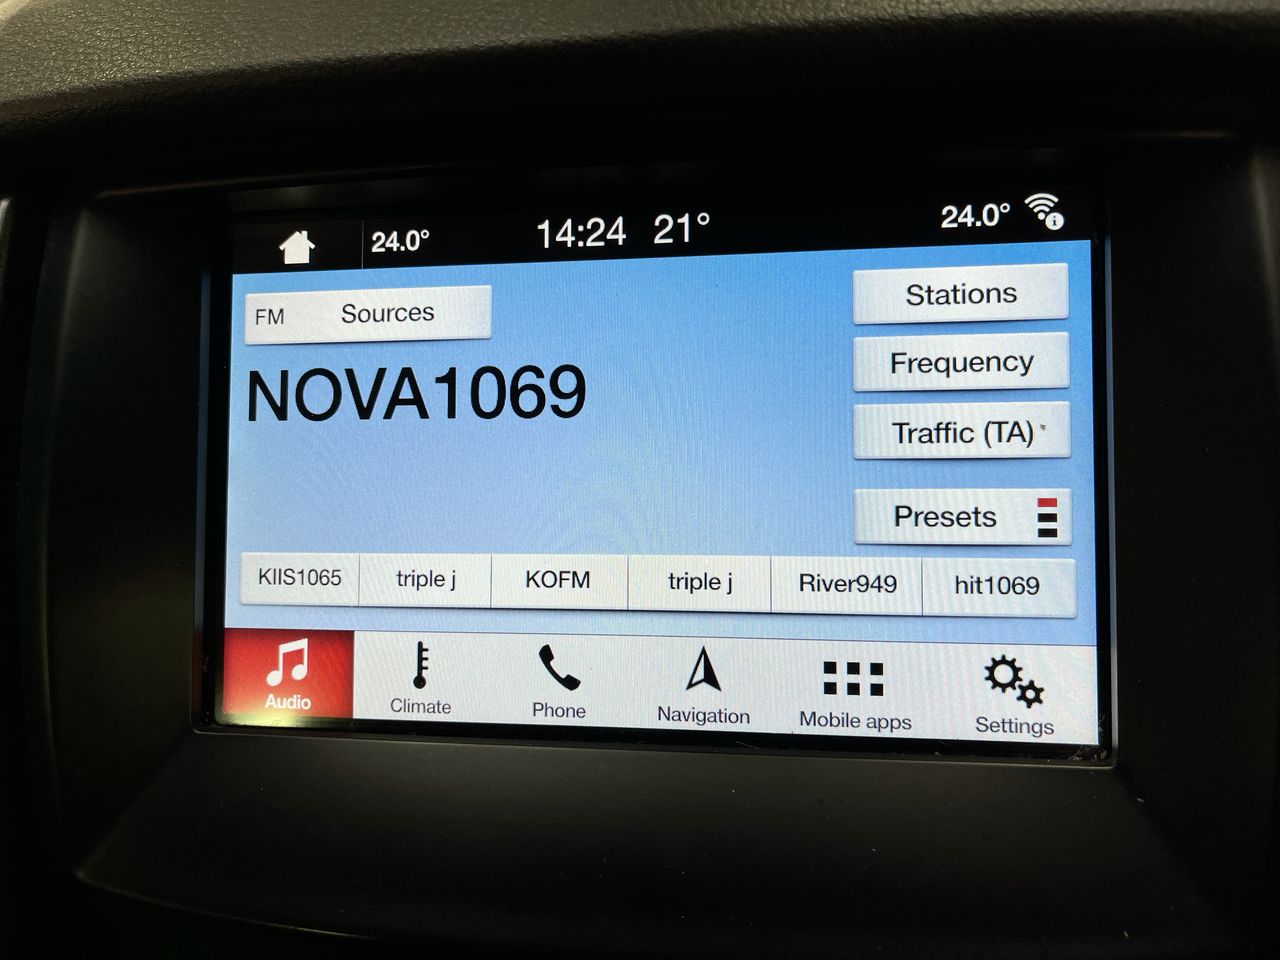 24.0° 14:24 21° 24.0°
FM Sources
Stations
NOVA1069
Frequency
Traffic (TA)
Presets
KIIS1065 triple j KOFM triple j River949 hit1069
Audio Climate Phone Navigation Mobile apps Settings